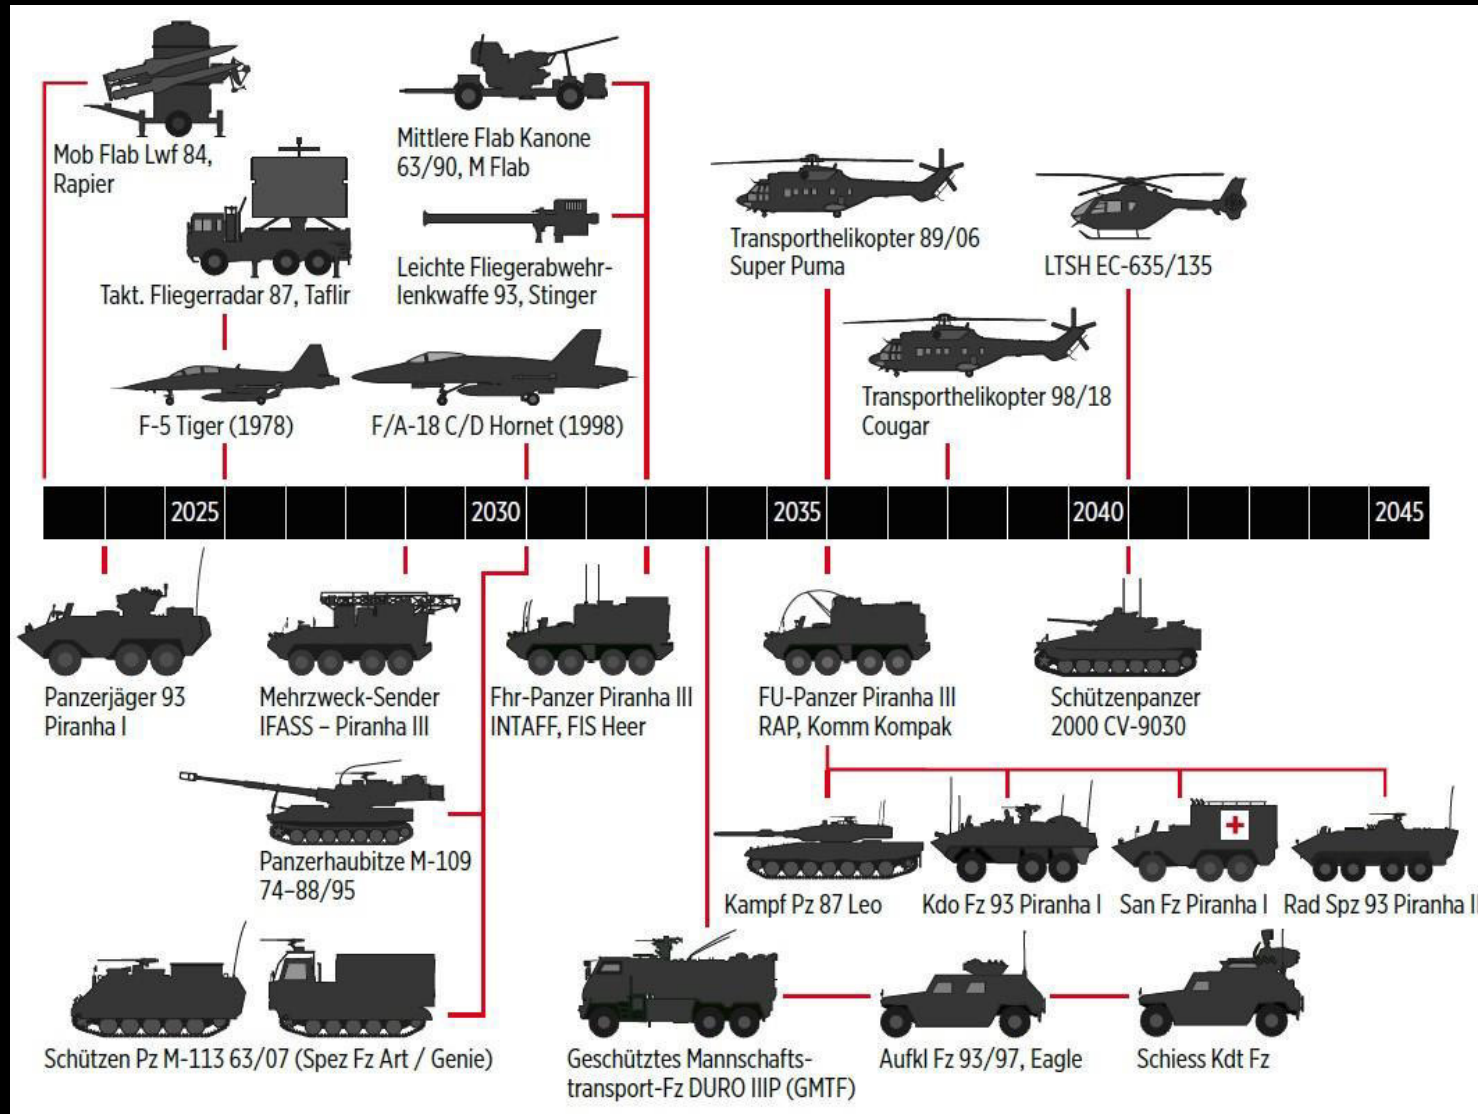 Mob Flab Lwf 84,
Rapier
Mittlere Flab Kanone
63/90, M Flab
Takt. Fliegerradar 87, Taflir
Leichte Fliegerabwehr-
lenkwaffe 93, Stinger
Transporthelikopter 89/06
Super Puma
LTSH EC-635/135
F-5 Tiger (1978)
F/A-18 C/D Hornet (1998)
Transporthelikopter 98/18
Cougar
2025
2030
2035
2040
2045
Panzerjäger 93
Piranha I
Mehrzweck-Sender
IFASS – Piranha III
Fhr-Panzer Piranha III
INTAFF, FIS Heer
FU-Panzer Piranha III
RAP, Komm Kompak
Schützenpanzer
2000 CV-9030
Panzerhaubitze M-109
74–88/95
Kampf Pz 87 Leo
Kdo Fz 93 Piranha I
San Fz Piranha I
Rad Spz 93 Piranha II
Schützen Pz M-113 63/07 (Spez Fz Art / Genie)
Geschütztes Mannschafts-
transport-Fz DURO IIIP (GMTF)
Aufkl Fz 93/97, Eagle
Schiess Kdt Fz